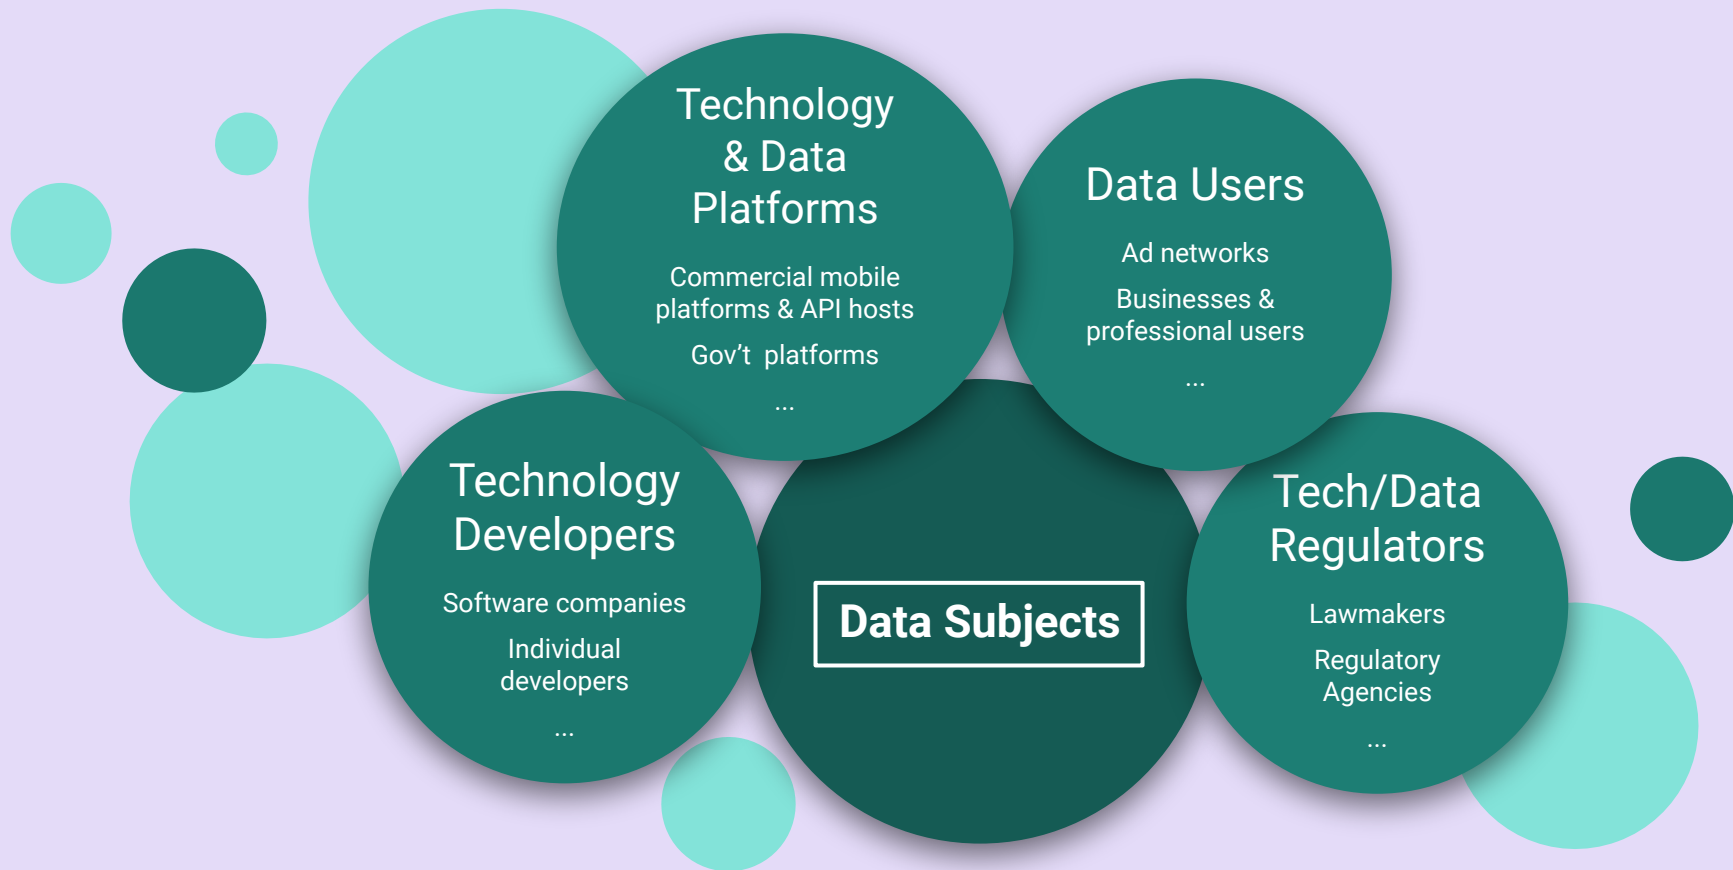 Technology
& Data
Platforms
Commercial mobile
platforms & API hosts
Gov't  platforms
...
Data Users
Ad networks
Businesses &
professional users
...
Technology
Developers
Software companies
Individual
developers
...
Data Subjects
Tech/Data
Regulators
Lawmakers
Regulatory
Agencies
...